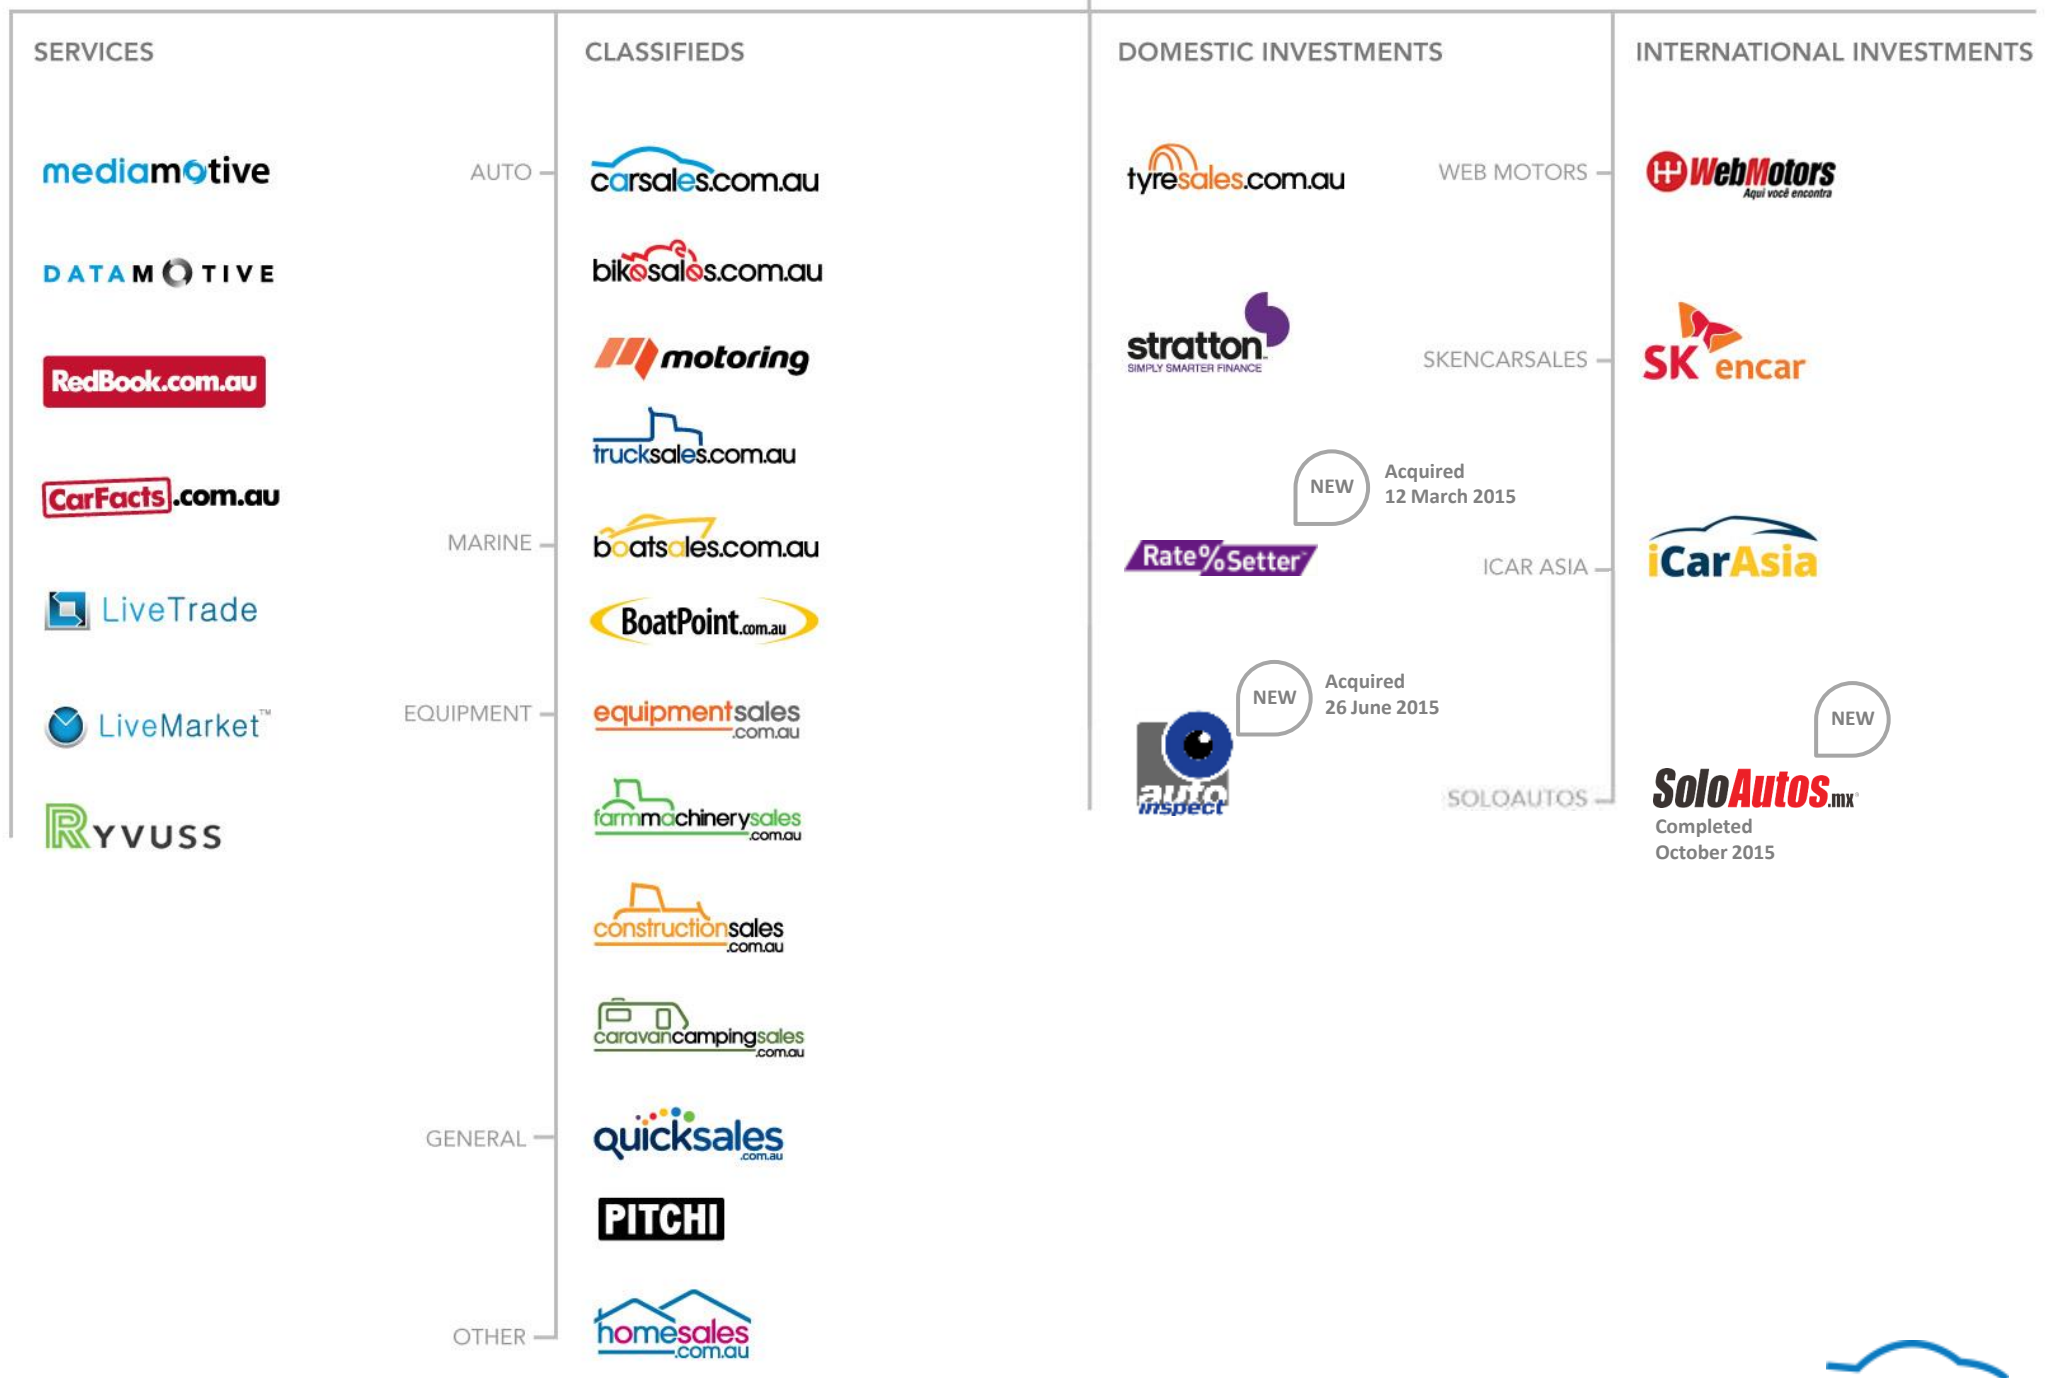 SERVICES
mediamotive
DATAMOTIVE
RedBook.com.au
CarFacts.com.au
LiveTrade
LiveMarket™
RYVUSS
CLASSIFIEDS
AUTO
carsales.com.au
bikesales.com.au
motoring
trucksales.com.au
MARINE
boatsales.com.au
BoatPoint.com.au
EQUIPMENT
equipmentsales
.com.au
farmmachinerysales
.com.au
constructionsales
.com.au
caravancampingsales
.com.au
GENERAL
quicksales
.com.au
PITCHI
OTHER
homesales
.com.au
DOMESTIC INVESTMENTS
tyresales.com.au
stratton™
SIMPLY SMARTER FINANCE
NEW
Acquired
12 March 2015
Rate%Setter™
NEW
Acquired
26 June 2015
auto
inspect
INTERNATIONAL INVESTMENTS
WEB MOTORS
WebMotors
Aqui você encontra
SKENCARSALES
SK encar
ICAR ASIA
iCarAsia
NEW
SOLOAUTOS
SoloAutos.mx
Completed
October 2015